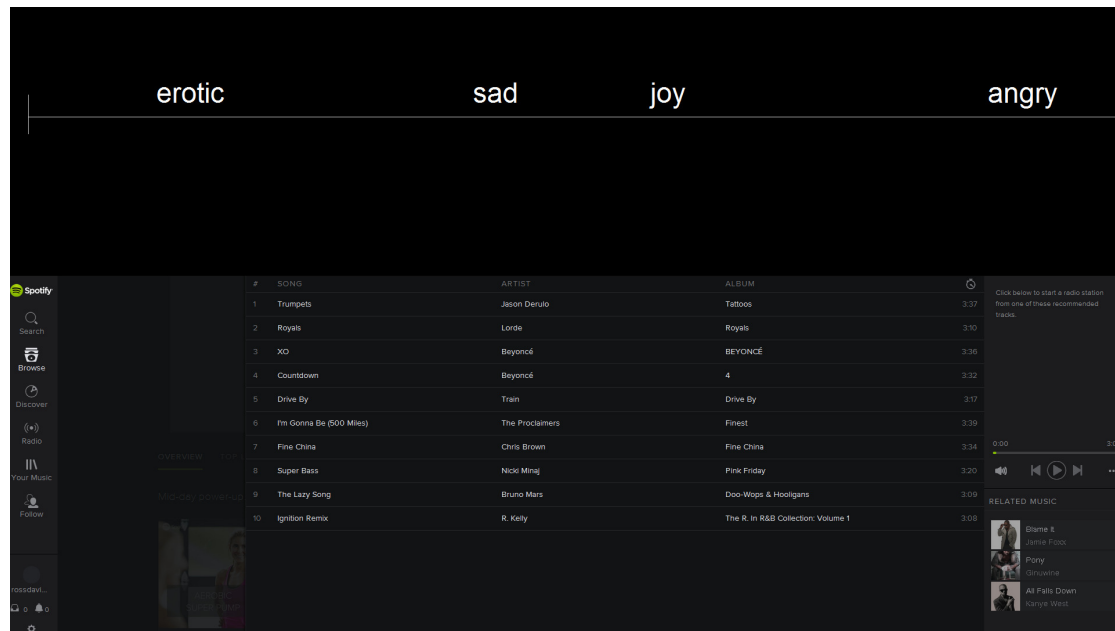 erotic sad joy angry
Spotify
Search
Browse
Discover
Radio
Your Music
Follow
rossdavi...
0 0
# SONG ARTIST ALBUM
1 Trumpets Jason Derulo Tattoos 3:37
2 Royals Lorde Royals 3:10
3 XO Beyoncé BEYONCÉ 3:36
4 Countdown Beyoncé 4 3:32
5 Drive By Train Drive By 3:17
6 I'm Gonna Be (500 Miles) The Proclaimers Finest 3:39
7 Fine China Chris Brown Fine China 3:34
8 Super Bass Nicki Minaj Pink Friday 3:20
9 The Lazy Song Bruno Mars Doo-Wops & Hooligans 3:09
10 Ignition Remix R. Kelly The R. In R&B Collection: Volume 1 3:08
OVERVIEW
Click below to start a radio station
from one of these recommended
tracks.
0:00
RELATED MUSIC
Blame It
Jamie Foxx
Pony
Ginuwine
All Falls Down
Kanye West